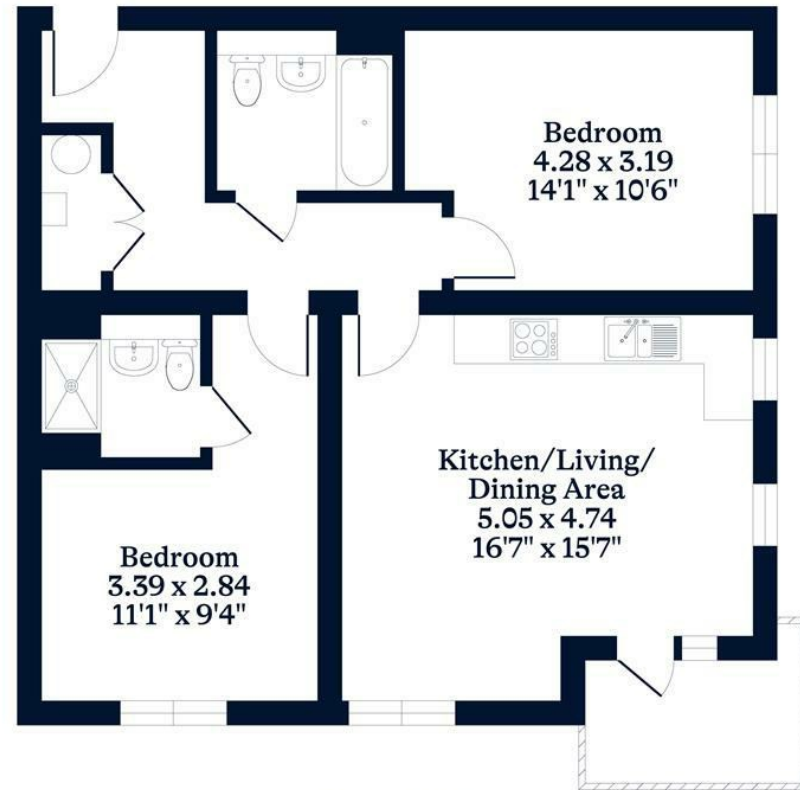 Bedroom
4.28 x 3.19
14'1" x 10'6"
Kitchen/Living/
Dining Area
5.05 x 4.74
16'7" x 15'7"
Bedroom
3.39 x 2.84
11'1" x 9'4"